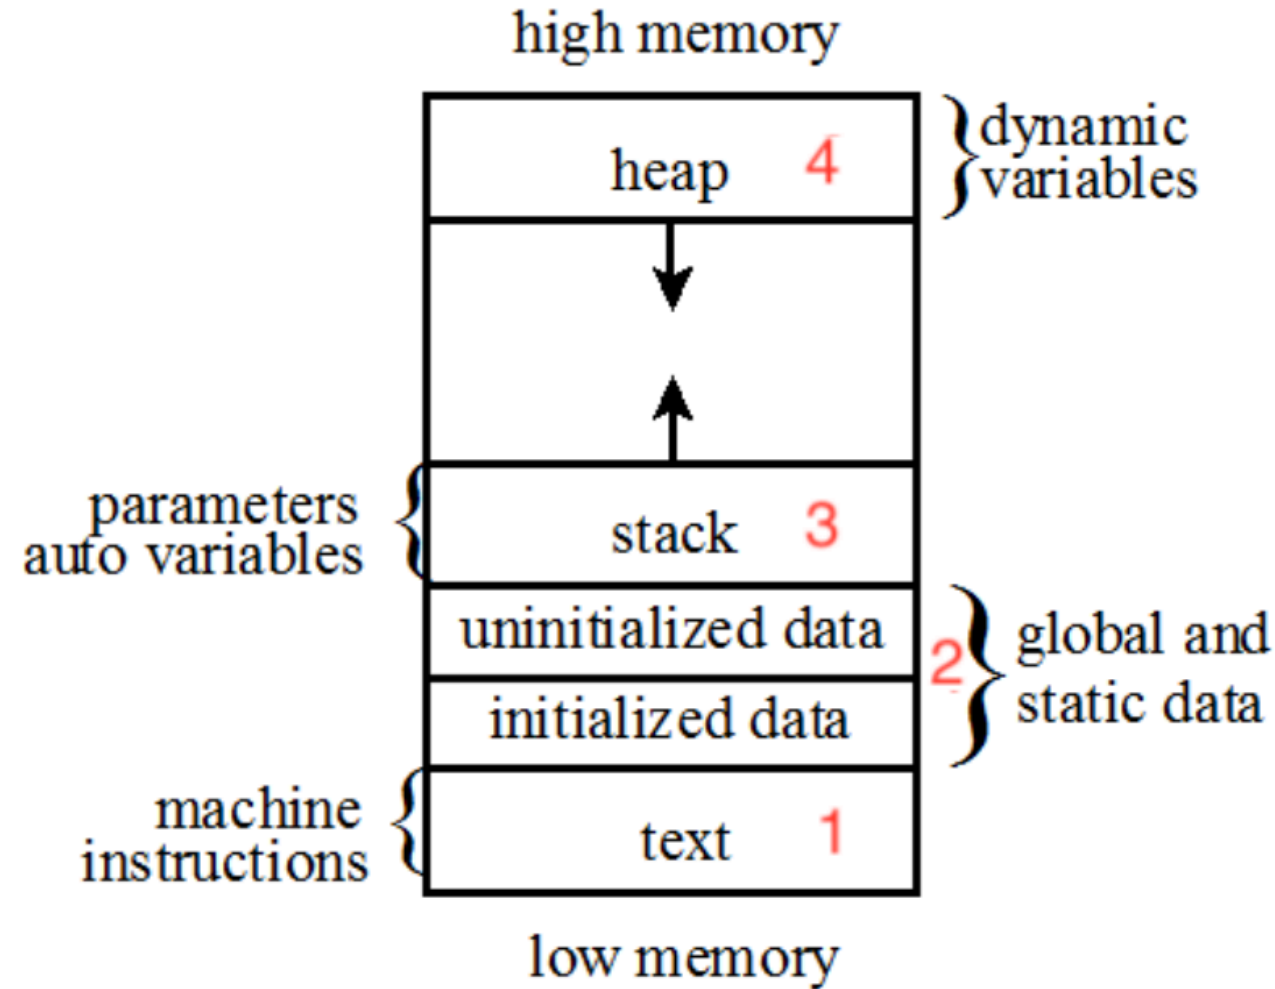 high memory
heap 4
dynamic
variables
parameters
auto variables
stack 3
uninitialized data
initialized data
2
global and
static data
machine
instructions
text 1
low memory